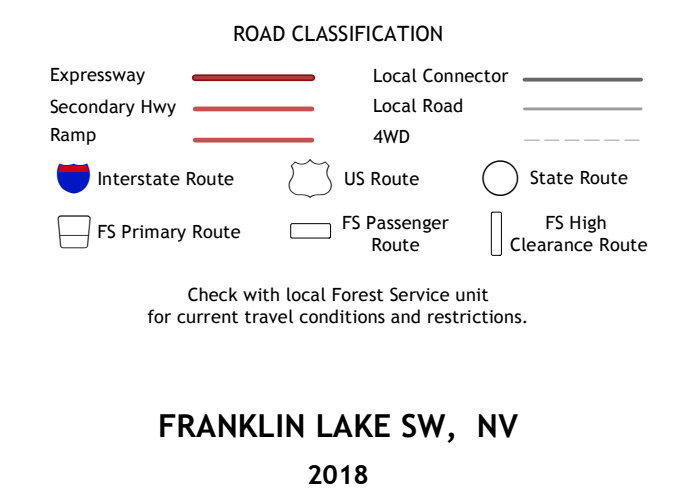 ROAD CLASSIFICATION
Expressway
Local Connector
Secondary Hwy
Local Road
Ramp
4WD
Interstate Route
US Route
State Route
FS Primary Route
FS Passenger
Route
FS High
Clearance Route
Check with local Forest Service unit
for current travel conditions and restrictions.
FRANKLIN LAKE SW, NV
2018